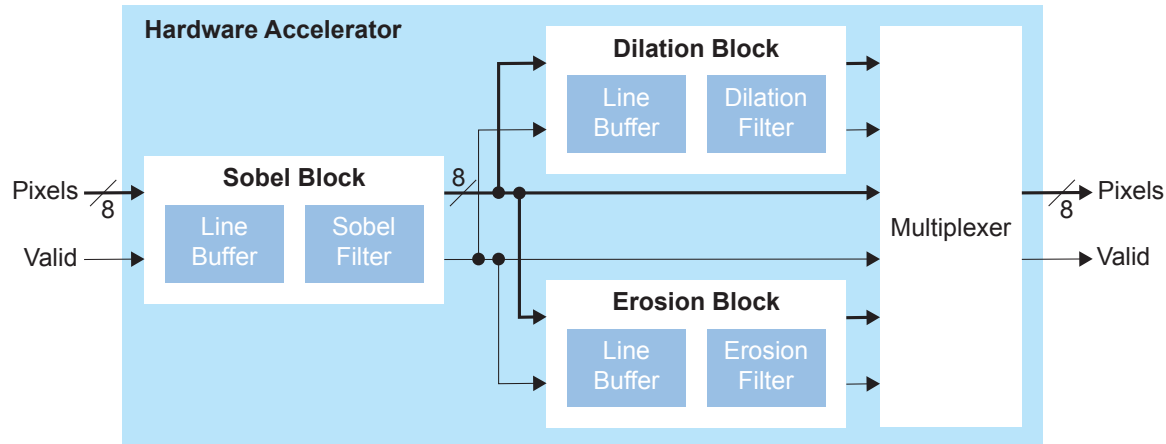 Hardware Accelerator
Dilation Block
Line
Buffer
Dilation
Filter
Pixels
8
Sobel Block
8
Line
Buffer
Sobel
Filter
Valid
Multiplexer
8
Pixels
Valid
Erosion Block
Line
Buffer
Erosion
Filter